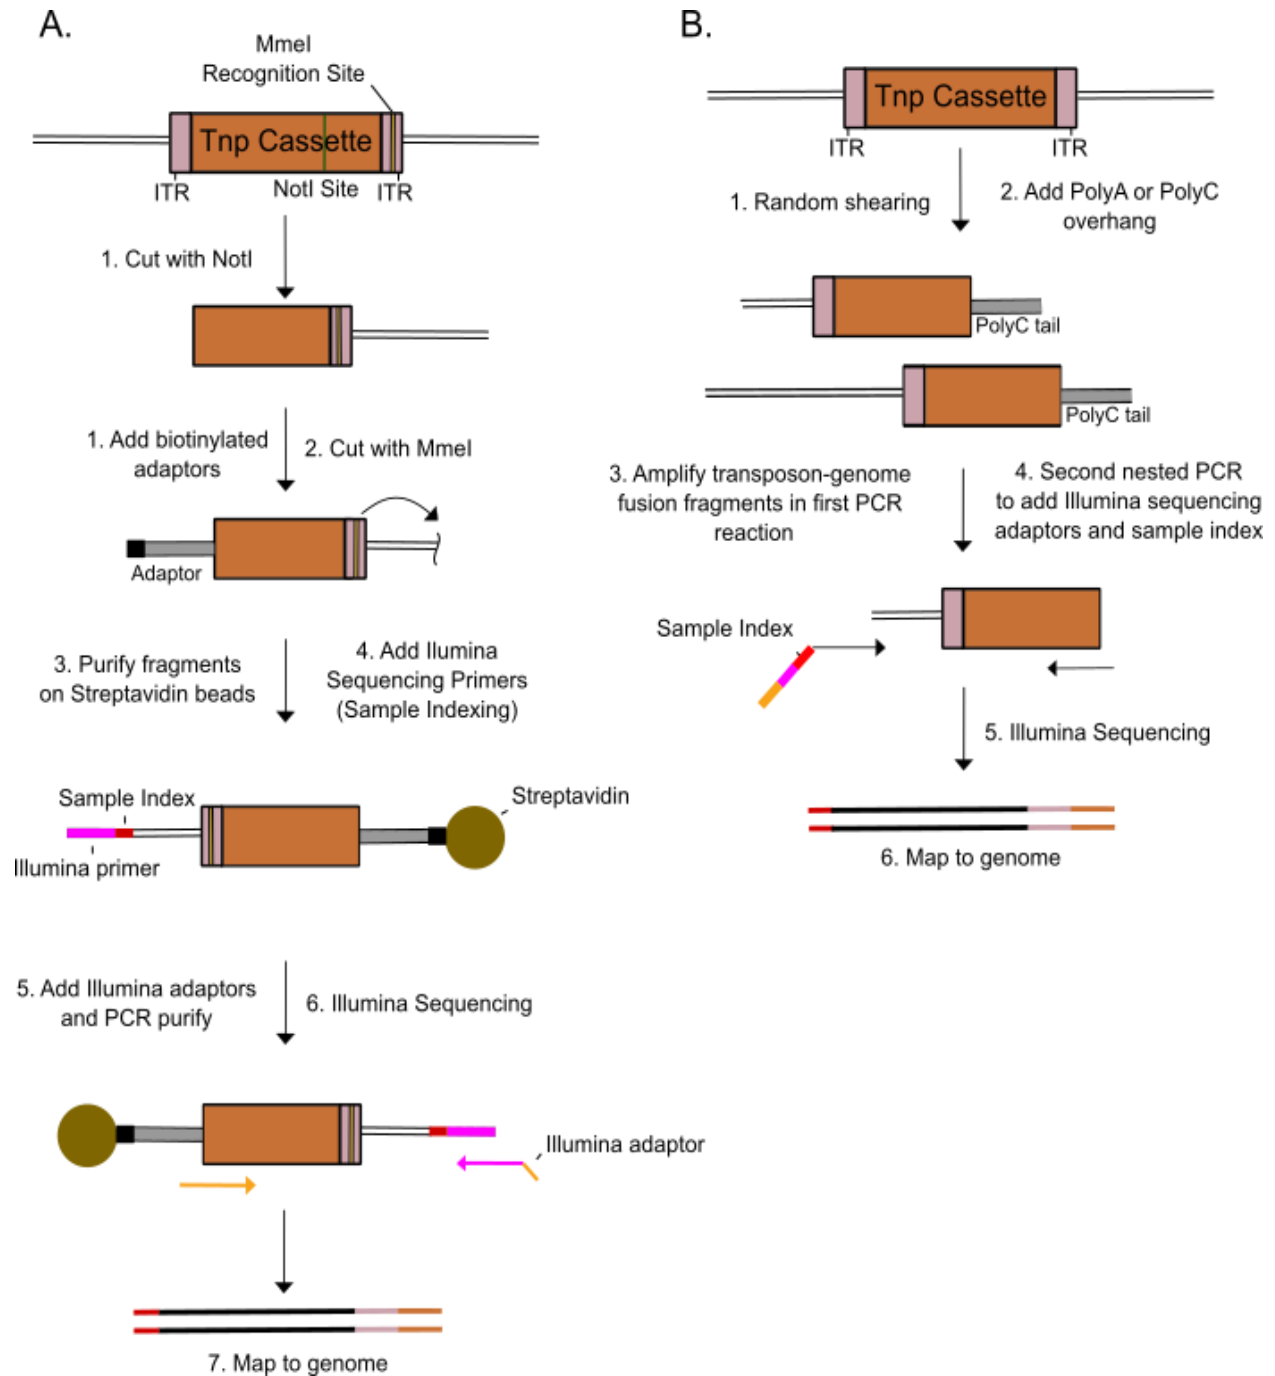 A.
MmeI
Recognition Site
Tnp Cassette
ITR
NotI Site
ITR
1. Cut with NotI
1. Add biotinylated
adaptors
2. Cut with MmeI
Adaptor
3. Purify fragments
on Streptavidin beads
4. Add Ilumina
Sequencing Primers
(Sample Indexing)
Sample Index
Streptavidin
Illumina primer
5. Add Illumina adaptors
and PCR purify
6. Illumina Sequencing
Illumina adaptor
7. Map to genome
B.
Tnp Cassette
ITR
ITR
1. Random shearing
2. Add PolyA or PolyC
overhang
PolyC tail
PolyC tail
3. Amplify transposon-genome
fusion fragments in first PCR
reaction
4. Second nested PCR
to add Illumina sequencing
adaptors and sample index
Sample Index
5. Illumina Sequencing
6. Map to genome